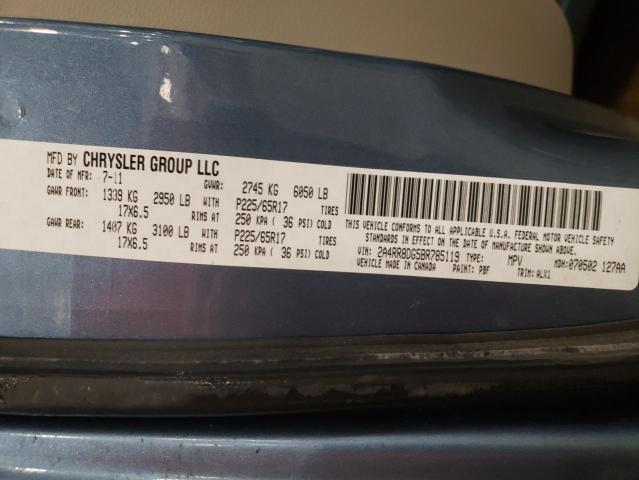 MFD BY CHRYSLER GROUP LLC
DATE OF MFR: 7-11 GVWR: 2745 KG 6050 LB
GAWR FRONT: 1339 KG 2950 LB WITH P225/65R17 TIRES
17X6.5 RIMS AT 250 KPA ( 36 PSI) COLD
GAWR REAR: 1407 KG 3100 LB WITH P225/65R17 TIRES
17X6.5 RIMS AT 250 KPA ( 36 PSI) COLD
THIS VEHICLE CONFORMS TO ALL APPLICABLE U.S.A. FEDERAL MOTOR VEHICLE SAFETY
STANDARDS IN EFFECT ON THE DATE OF MANUFACTURE SHOWN ABOVE.
VIN: 2A4RR8DG5BR785119 TYPE: MPV MDH: 070502 127AA
VEHICLE MADE IN CANADA PAINT: PBF TRIM: ALX1